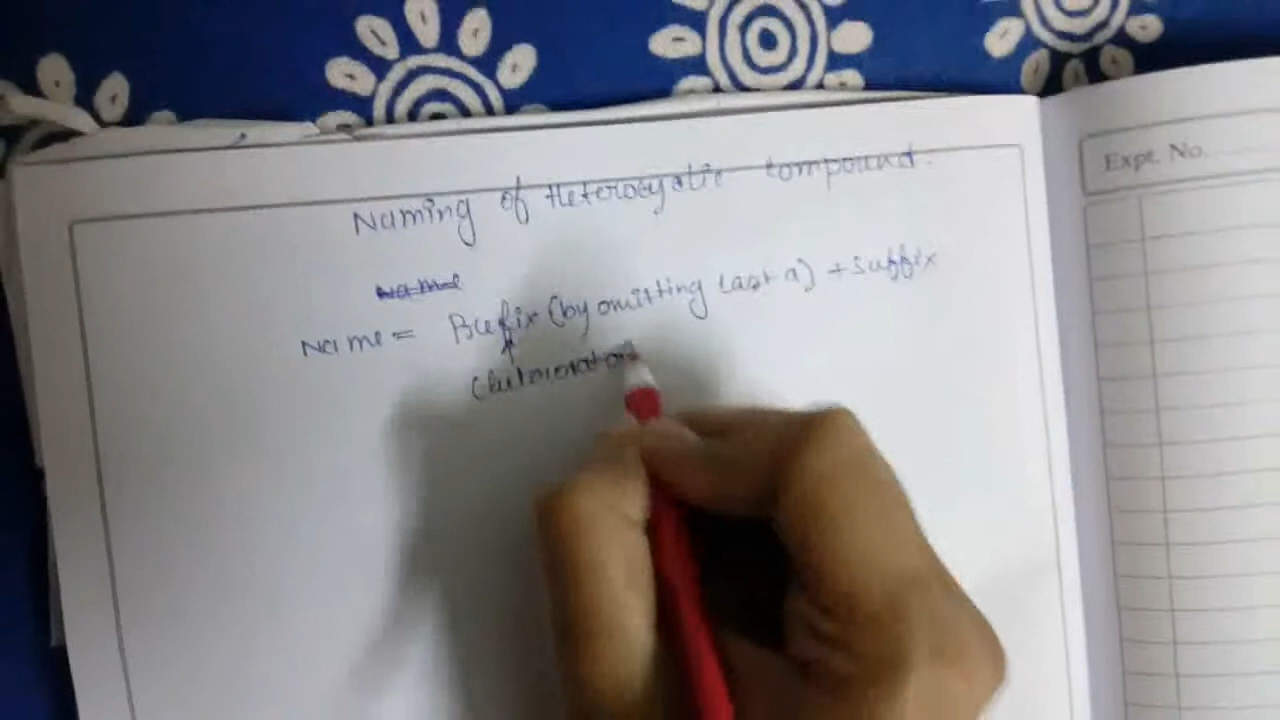 Naming of Heterocyclic compound.
Name = Prefix (by omitting last a) + suffix
Expt. No.